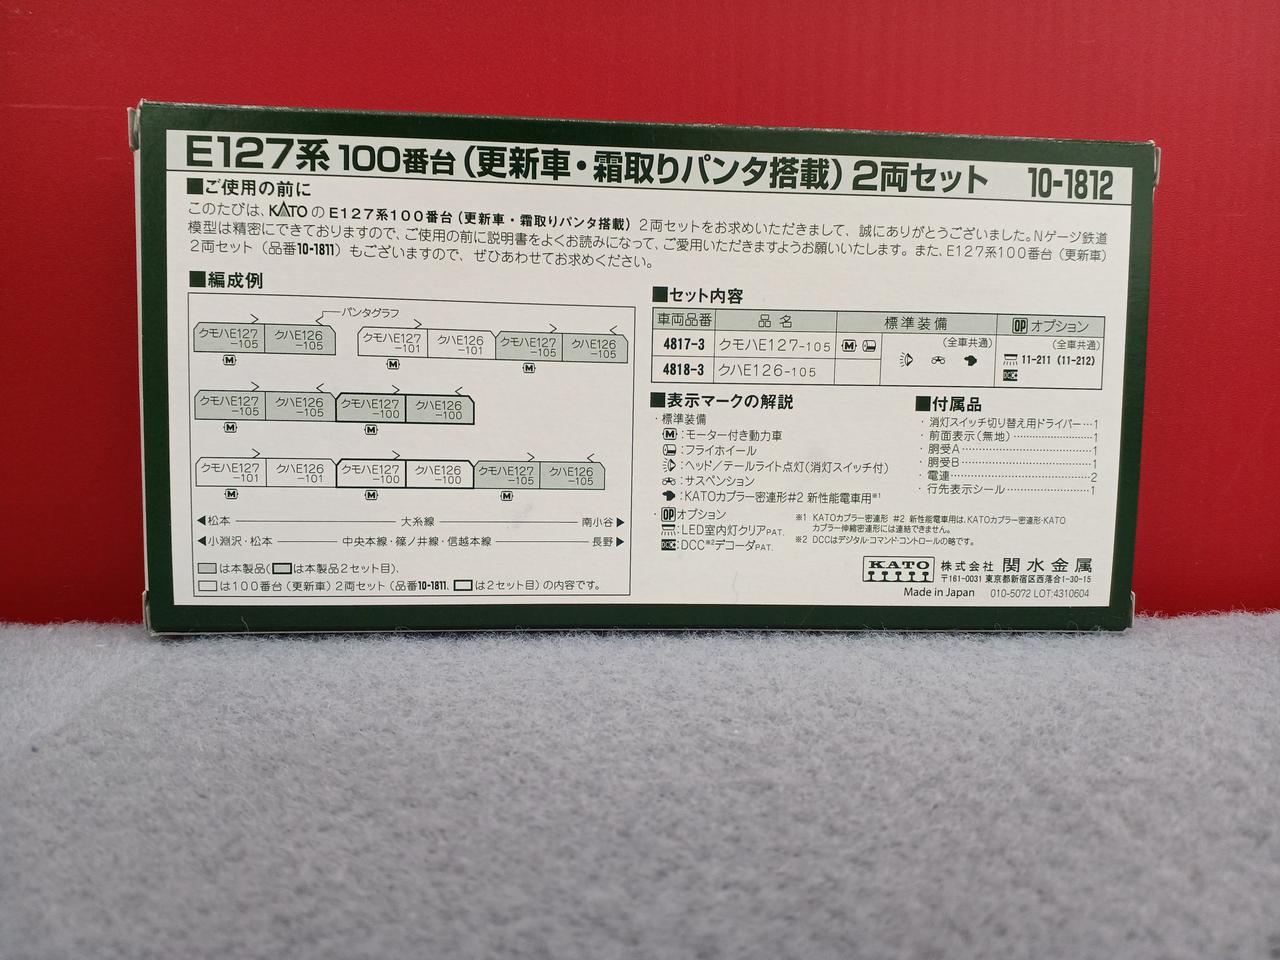 E127系 100番台（更新車・霜取りパンタ搭載）2両セット 10-1812
■ご使用の前に
このたびは、KATOのE127系100番台（更新車・霜取りパンタ搭載）2両セットをお求めいただきまして、誠にありがとうございました。Nゲージ鉄道
模型は精密にできておりますので、ご使用の前に説明書をよくお読みになって、ご愛用いただきますようお願いいたします。また、E127系100番台（更新車）
2両セット（品番10-1811）もございますので、ぜひあわせてお求めください。
■編成例
パンタグラフ
クモハE127-105 クハE126-105 クモハE127-101 クハE126-101 クモハE127-105 クハE126-105
M M M
クモハE127-105 クハE126-105 クモハE127-100 クハE126-100
M M
クモハE127-101 クハE126-101 クモハE127-100 クハE126-100 クモハE127-105 クハE126-105
M M M
◀松本 大糸線 南小谷▶
◀小淵沢・松本 中央本線・篠ノ井線・信越本線 長野▶
は本製品（は本製品2セット目）、
は100番台（更新車）2両セット（品番10-1811、は2セット目）の内容です。
■セット内容
車両品番 品名 標準装備 OP オプション
4817-3 クモハE127-105 M （全車共通） （全車共通）
11-211 (11-212)
4818-3 クハE126-105 DCC
■表示マークの解説
・標準装備
M：モーター付き動力車
：フライホイール
：ヘッド／テールライト点灯（消灯スイッチ付）
：サスペンション
：KATOカプラー密連形#2 新性能電車用※1
・OPオプション
：LED室内灯クリアPAT.
：DCC※2デコーダPAT.
■付属品
・消灯スイッチ切り替え用ドライバー…1
・前面表示（無地）……1
・胴受A……1
・胴受B……1
・電連……2
・行先表示シール……1
※1 KATOカプラー密連形 #2 新性能電車用は、KATOカプラー密連形・KATO
カプラー伸縮密連形には連結できません。
※2 DCCはデジタル・コマンド・コントロールの略です。
KATO 株式会社 関水金属
〒161-0031 東京都新宿区西落合1-30-15
Made in Japan 010-5072 LOT:4310604